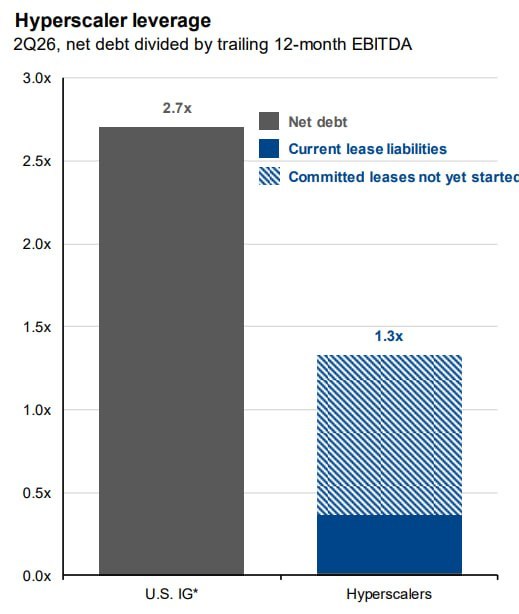 Hyperscaler leverage
2Q26, net debt divided by trailing 12-month EBITDA
3.0x
2.7x
Net debt
Current lease liabilities
2.5x
Committed leases not yet started
2.0x
1.5x
1.3x
1.0x
0.5x
0.0x
U.S. IG*
Hyperscalers